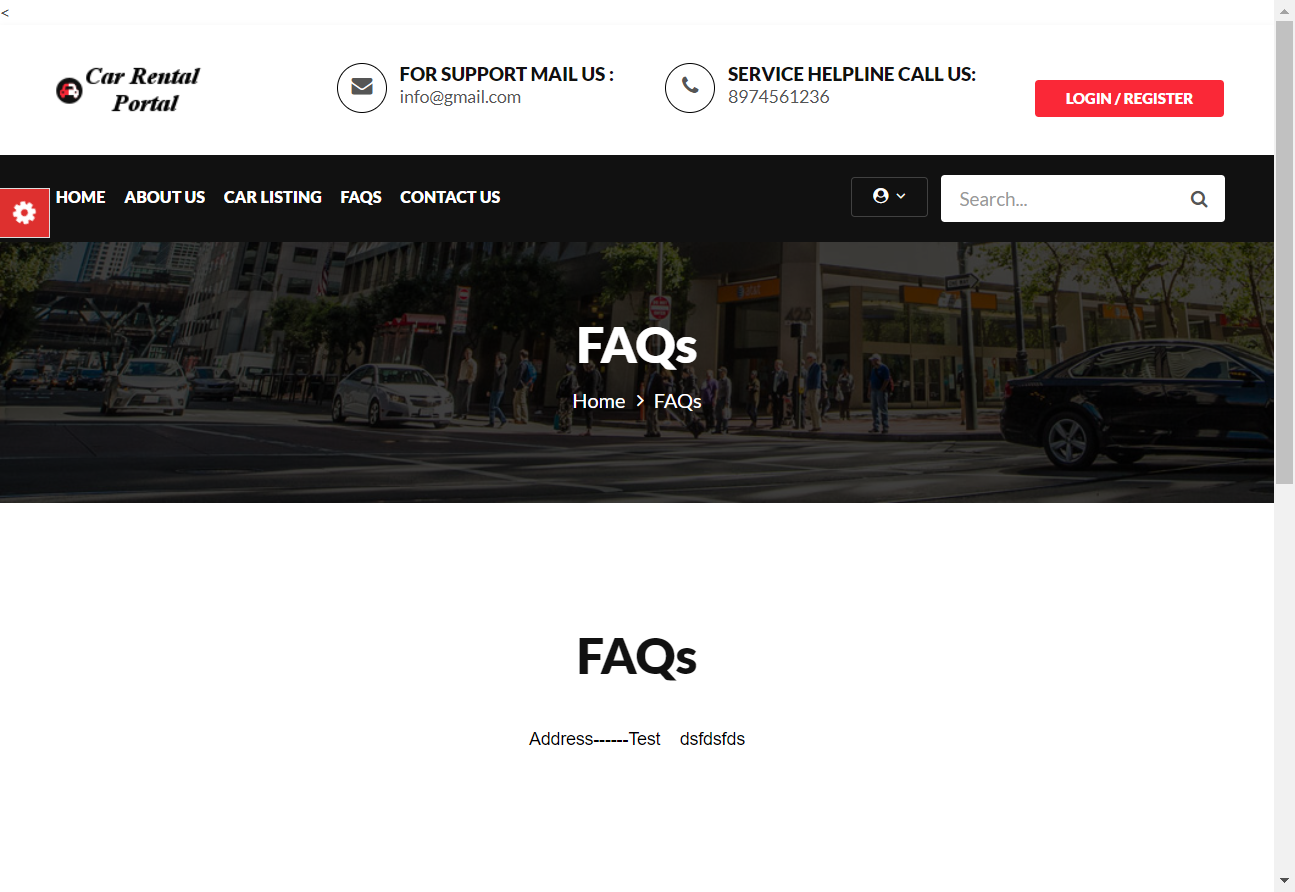 <
Car Rental
Portal
FOR SUPPORT MAIL US :
info@gmail.com
SERVICE HELPLINE CALL US:
8974561236
LOGIN / REGISTER
HOME ABOUT US CAR LISTING FAQS CONTACT US
Search...
FAQs
Home > FAQs
FAQs
Address------Test dsfdsfds